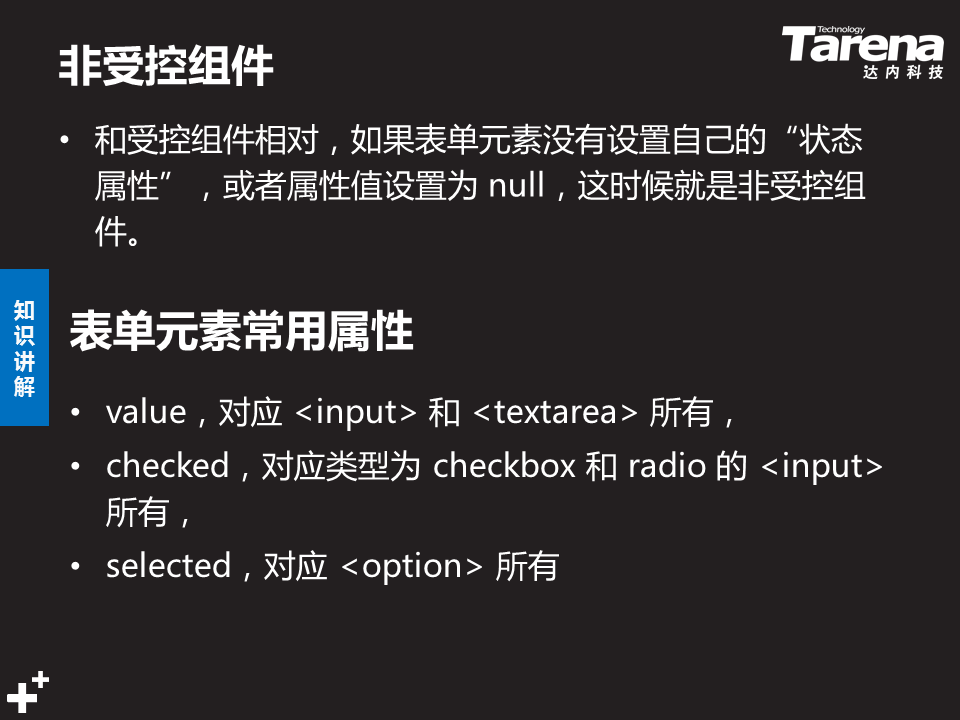 非受控组件
Technology
Tarena
达内科技
• 和受控组件相对，如果表单元素没有设置自己的“状态
属性”，或者属性值设置为 null，这时候就是非受控组
件。
知
识
讲
解
表单元素常用属性
• value，对应 <input> 和 <textarea> 所有，
• checked，对应类型为 checkbox 和 radio 的 <input>
所有，
• selected，对应 <option> 所有